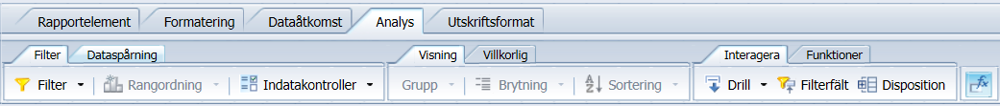 Rapportelement Formatering Dataåtkomst Analys Utskriftsformat
Filter Dataspårning Visning Villkorlig Interagera Funktioner
Filter Rangordning Indatakontroller Grupp Brytning Sortering Drill Filterfält Disposition fx